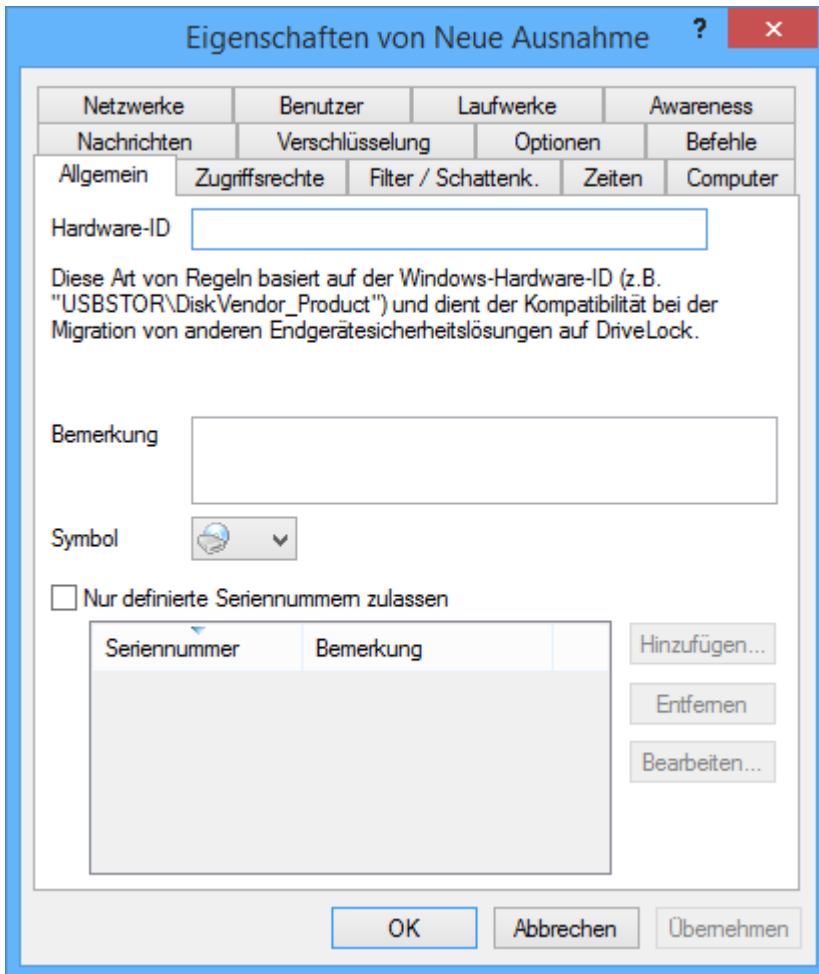 Eigenschaften von Neue Ausnahme ?
Netzwerke Benutzer Laufwerke Awareness
Nachrichten Verschlüsselung Optionen Befehle
Allgemein Zugriffsrechte Filter / Schattenk. Zeiten Computer
Hardware-ID
Diese Art von Regeln basiert auf der Windows-Hardware-ID (z.B.
"USBSTOR\DiskVendor_Product") und dient der Kompatibilität bei der
Migration von anderen Endgerätesicherheitslösungen auf DriveLock.
Bemerkung
Symbol
Nur definierte Seriennummern zulassen
Seriennummer Bemerkung
Hinzufügen...
Entfernen
Bearbeiten...
OK Abbrechen Übernehmen